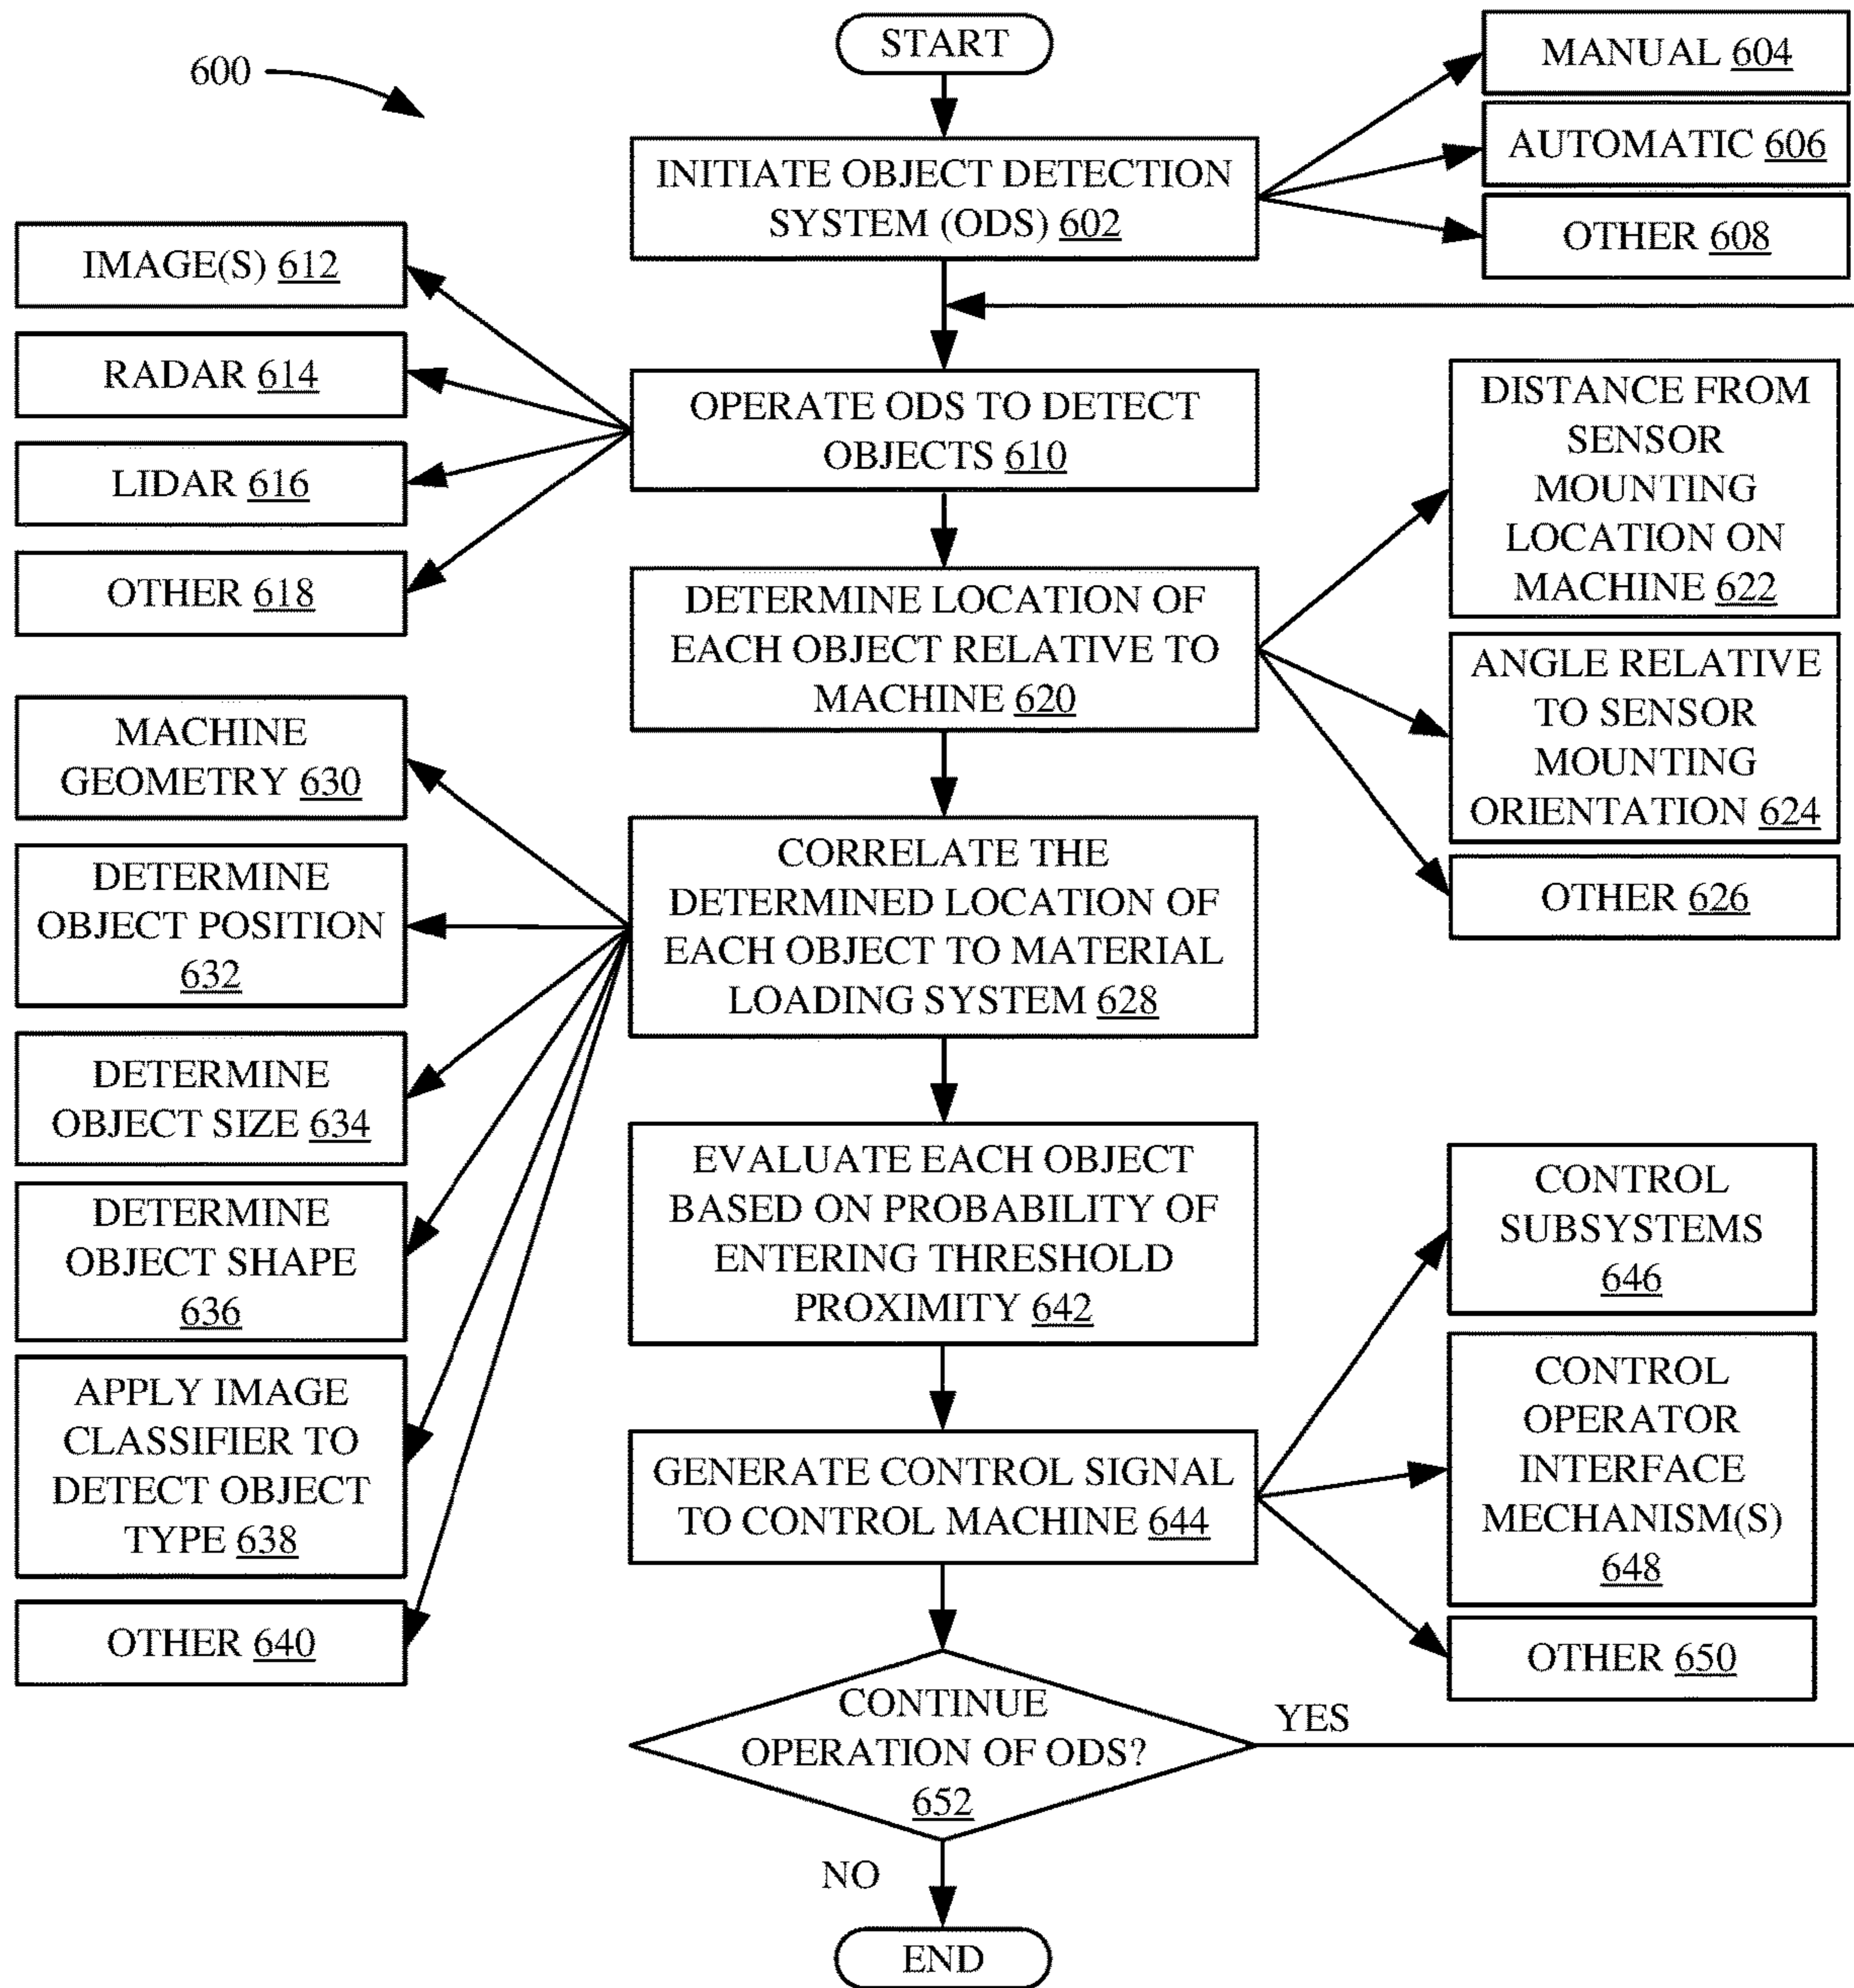 600
START
INITIATE OBJECT DETECTION
SYSTEM (ODS) 602
MANUAL 604
AUTOMATIC 606
OTHER 608
OPERATE ODS TO DETECT
OBJECTS 610
IMAGE(S) 612
RADAR 614
LIDAR 616
OTHER 618
DETERMINE LOCATION OF
EACH OBJECT RELATIVE TO
MACHINE 620
DISTANCE FROM
SENSOR
MOUNTING
LOCATION ON
MACHINE 622
ANGLE RELATIVE
TO SENSOR
MOUNTING
ORIENTATION 624
OTHER 626
CORRELATE THE
DETERMINED LOCATION OF
EACH OBJECT TO MATERIAL
LOADING SYSTEM 628
MACHINE
GEOMETRY 630
DETERMINE
OBJECT POSITION
632
DETERMINE
OBJECT SIZE 634
DETERMINE
OBJECT SHAPE
636
APPLY IMAGE
CLASSIFIER TO
DETECT OBJECT
TYPE 638
OTHER 640
EVALUATE EACH OBJECT
BASED ON PROBABILITY OF
ENTERING THRESHOLD
PROXIMITY 642
GENERATE CONTROL SIGNAL
TO CONTROL MACHINE 644
CONTROL
SUBSYSTEMS
646
CONTROL
OPERATOR
INTERFACE
MECHANISM(S)
648
OTHER 650
CONTINUE
OPERATION OF ODS?
652
YES
NO
END